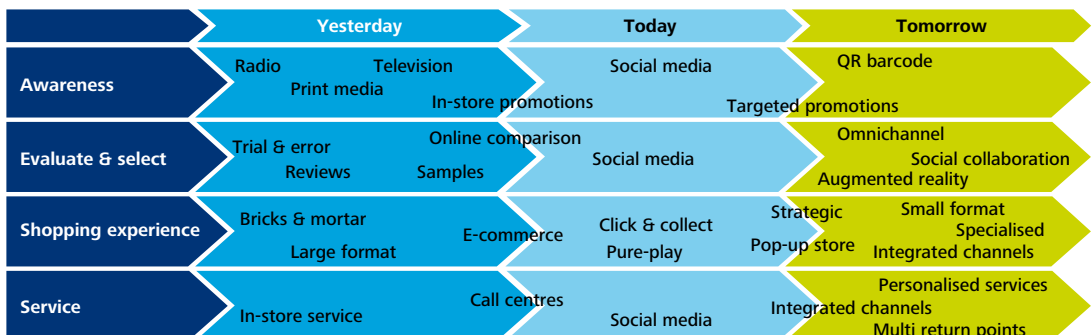 Yesterday
Today
Tomorrow
Awareness
Radio
Television
Print media
In-store promotions
Social media
Targeted promotions
QR barcode
Evaluate & select
Trial & error
Reviews
Online comparison
Samples
Social media
Omnichannel
Social collaboration
Augmented reality
Shopping experience
Bricks & mortar
Large format
E-commerce
Click & collect
Pure-play
Strategic
Pop-up store
Small format
Specialised
Integrated channels
Service
In-store service
Call centres
Social media
Personalised services
Integrated channels
Multi return points